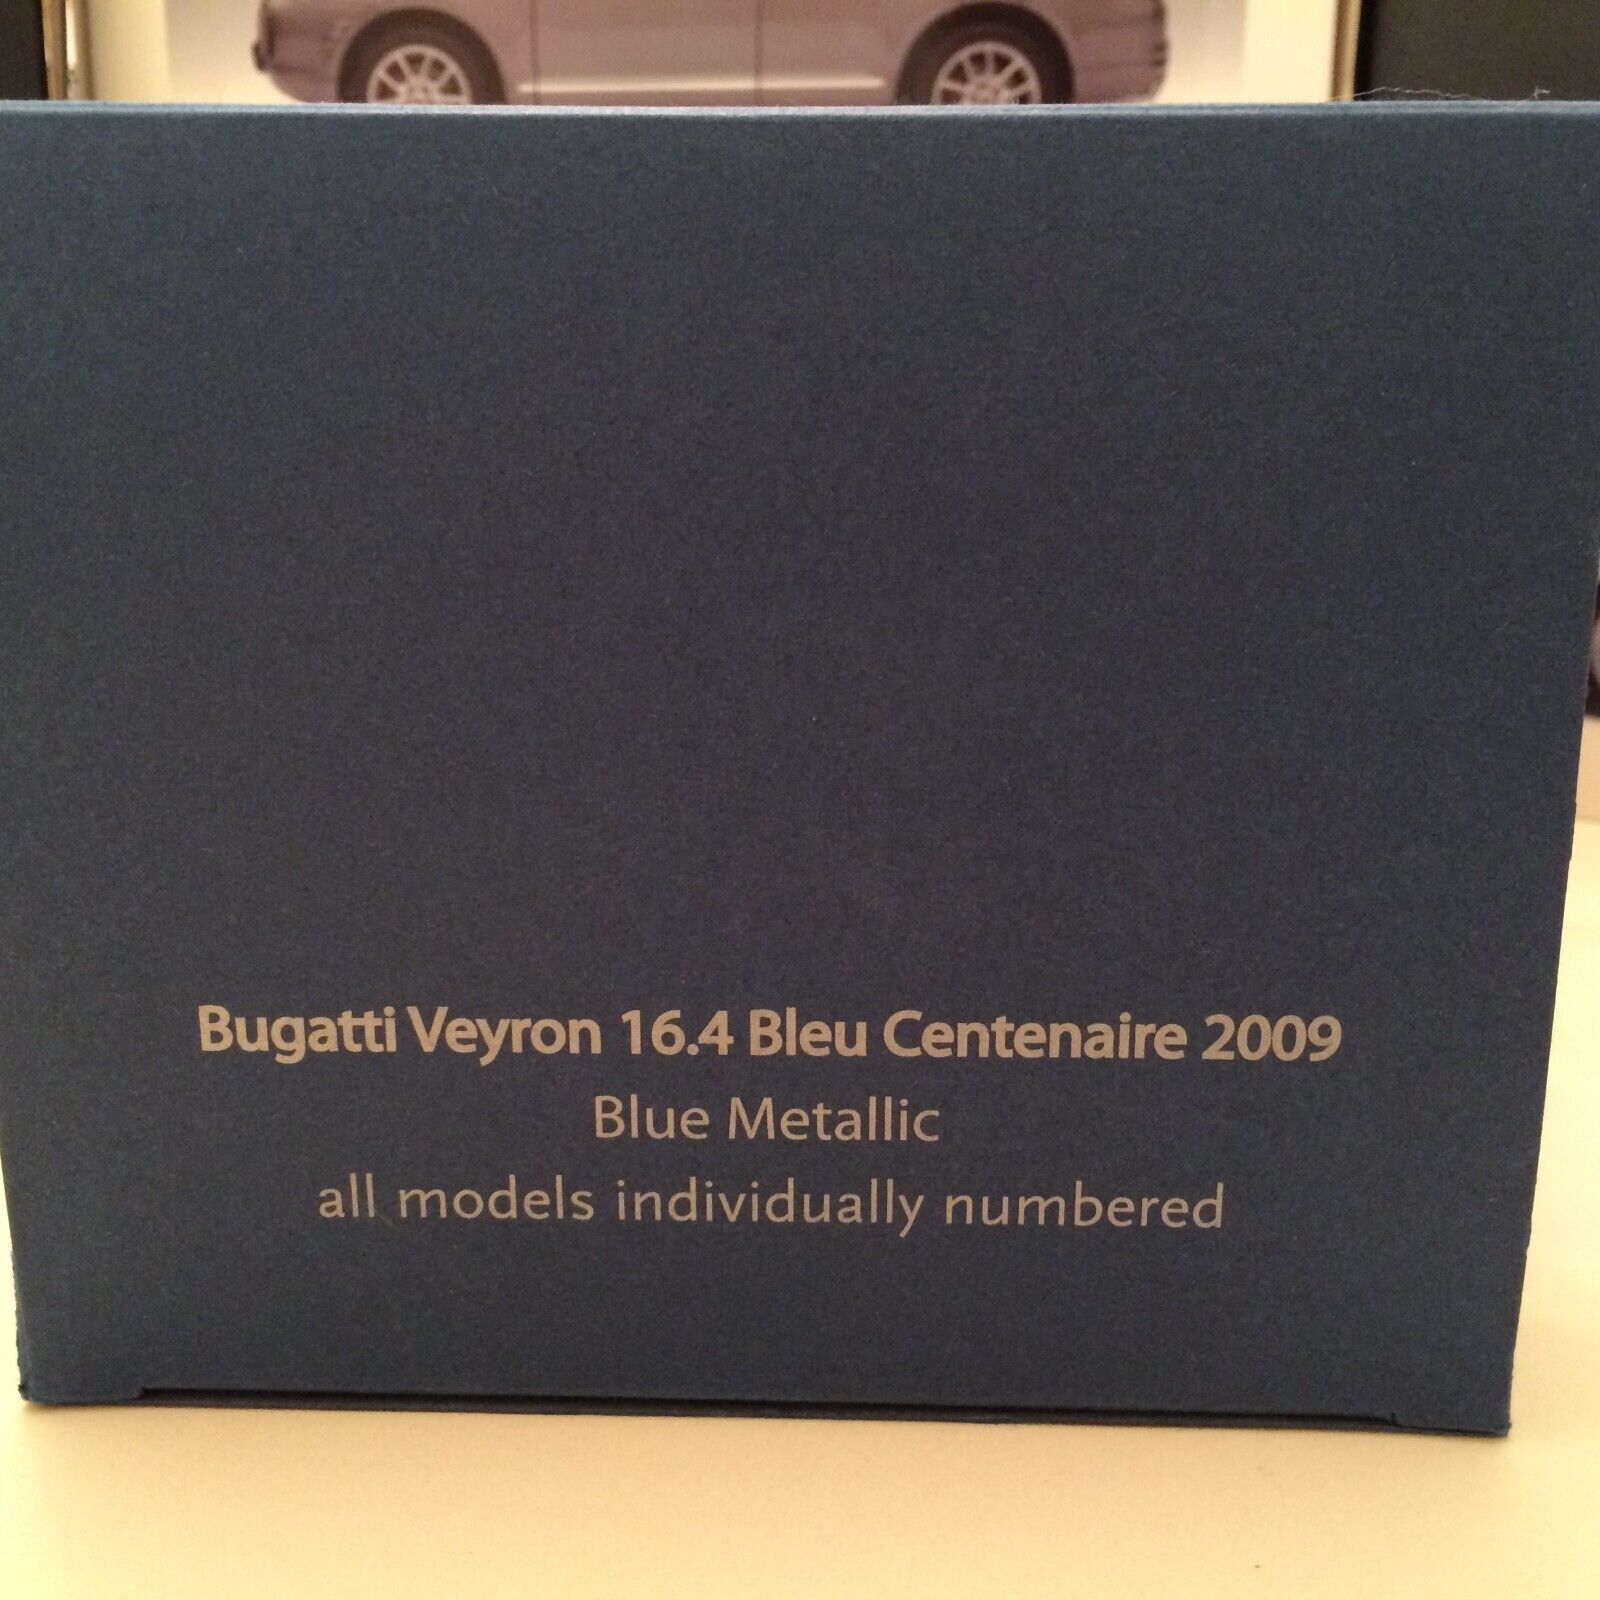 Bugatti Veyron 16.4 Bleu Centenaire 2009
Blue Metallic
all models individually numbered